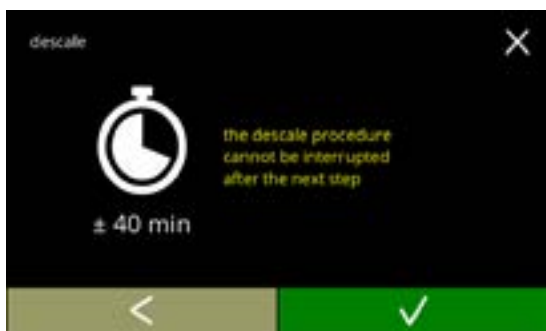 descale
the descale procedure
cannot be interrupted
after the next step
± 40 min